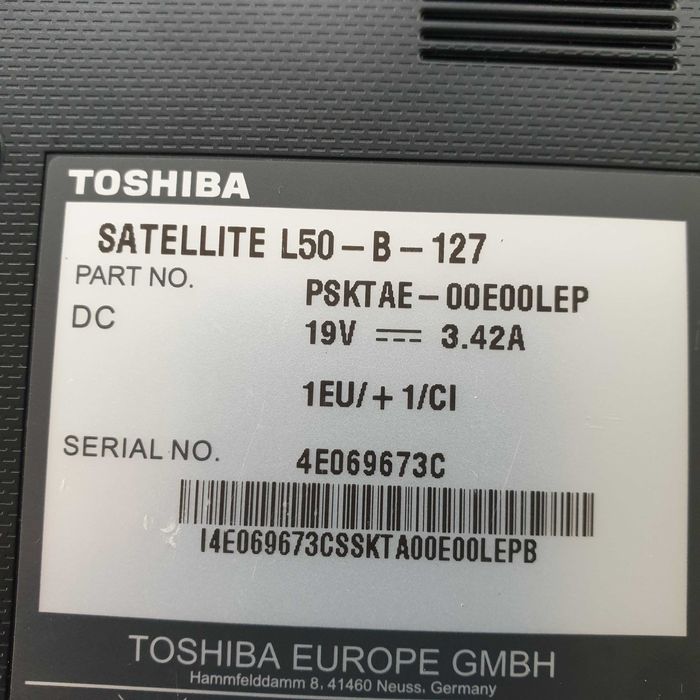 TOSHIBA
SATELLITE L50-B-127
PART NO. PSKTAE-00E00LEP
DC 19V ⎓ 3.42A
1EU/+1/CI
SERIAL NO. 4E069673C
I4E069673CSSKTA00E00LEPB
TOSHIBA EUROPE GMBH
Hammfelddamm 8, 41460 Neuss, Germany